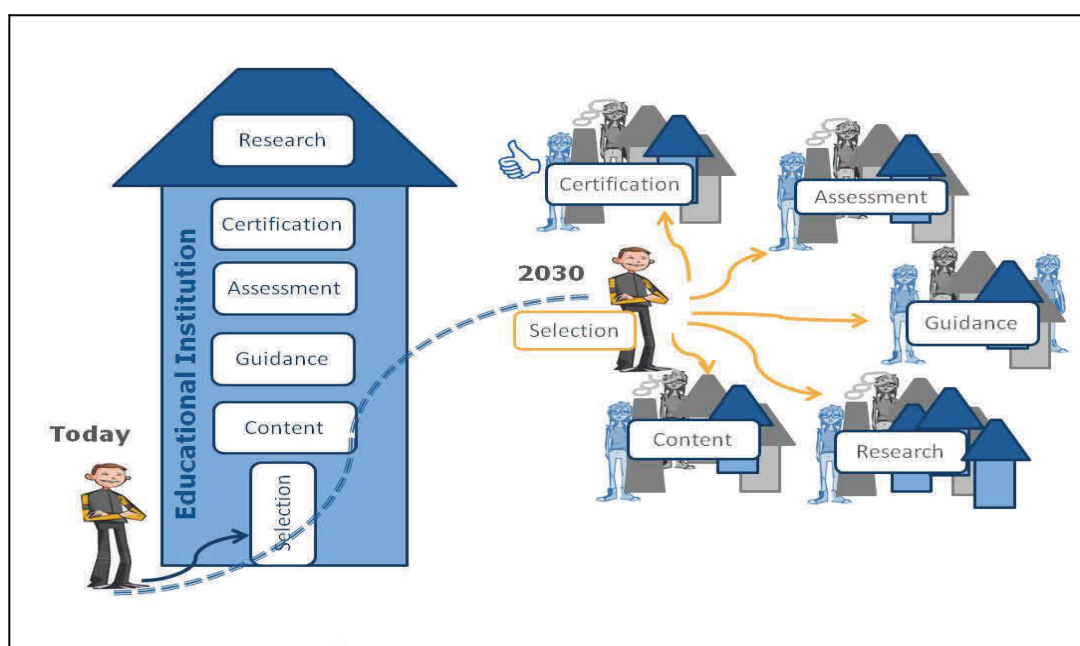 Research
Certification
Assessment
Guidance
Content
Selection
Educational Institution
Today
2030
Selection
Certification
Assessment
Guidance
Content
Research